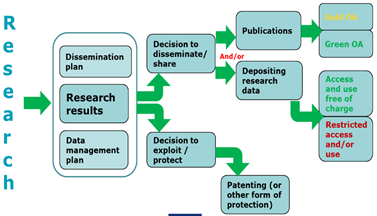 Research
Dissemination
plan
Research
results
Data
management
plan
Decision to
disseminate/
share
And/or
Decision to
exploit /
protect
Publications
Depositing
research
data
Patenting (or
other form of
protection)
Gold OA
Green OA
Access
and use
free of
charge
Restricted
access
and/or
use